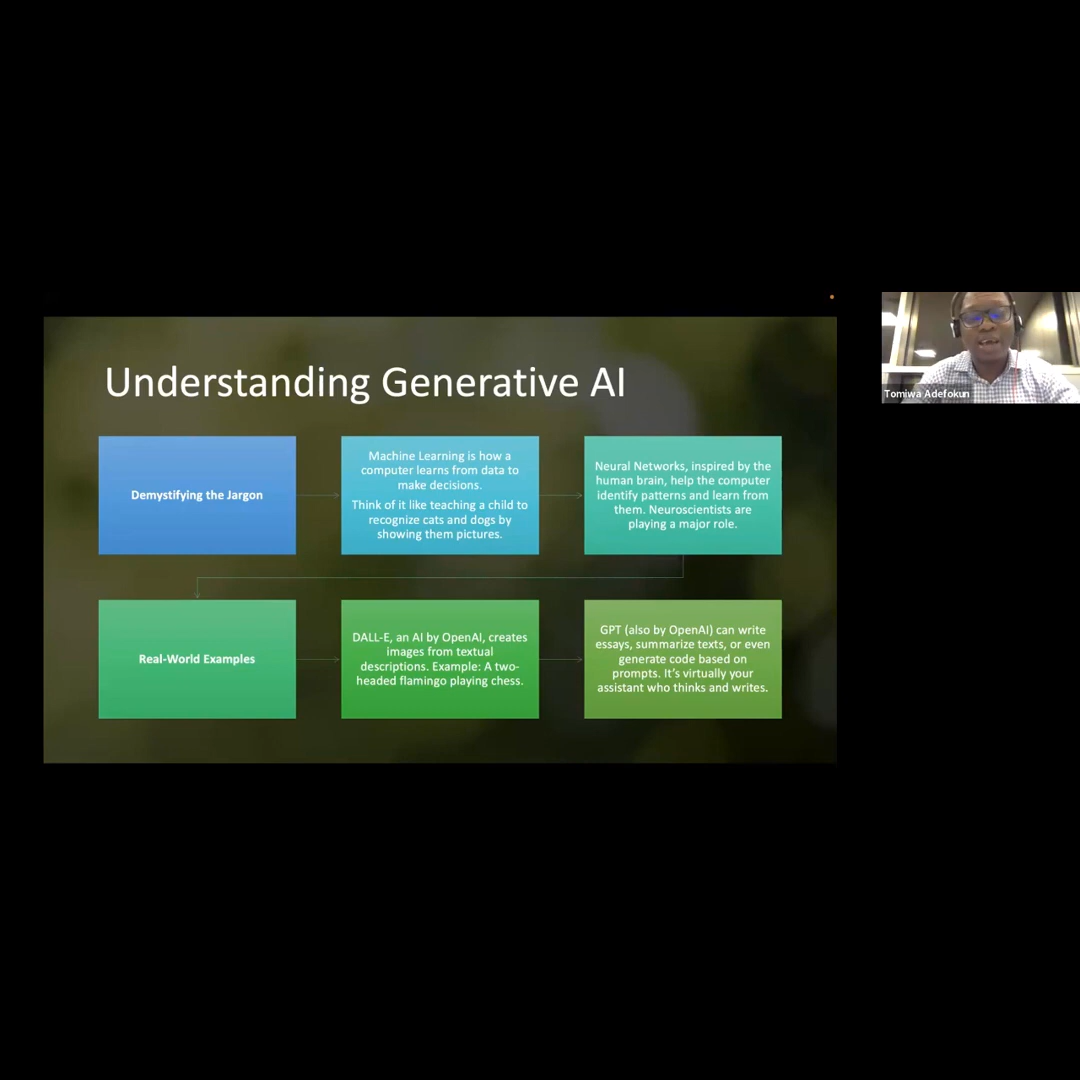 Understanding Generative AI
Demystifying the Jargon
Machine Learning is how a
computer learns from data to
make decisions.
Think of it like teaching a child to
recognize cats and dogs by
showing them pictures.
Neural Networks, inspired by the
human brain, help the computer
identify patterns and learn from
them. Neuroscientists are
playing a major role.
Real-World Examples
DALL-E, an AI by OpenAI, creates
images from textual
descriptions. Example: A two-
headed flamingo playing chess.
GPT (also by OpenAI) can write
essays, summarize texts, or even
generate code based on
prompts. It’s virtually your
assistant who thinks and writes.
Tomiwa Adefokun